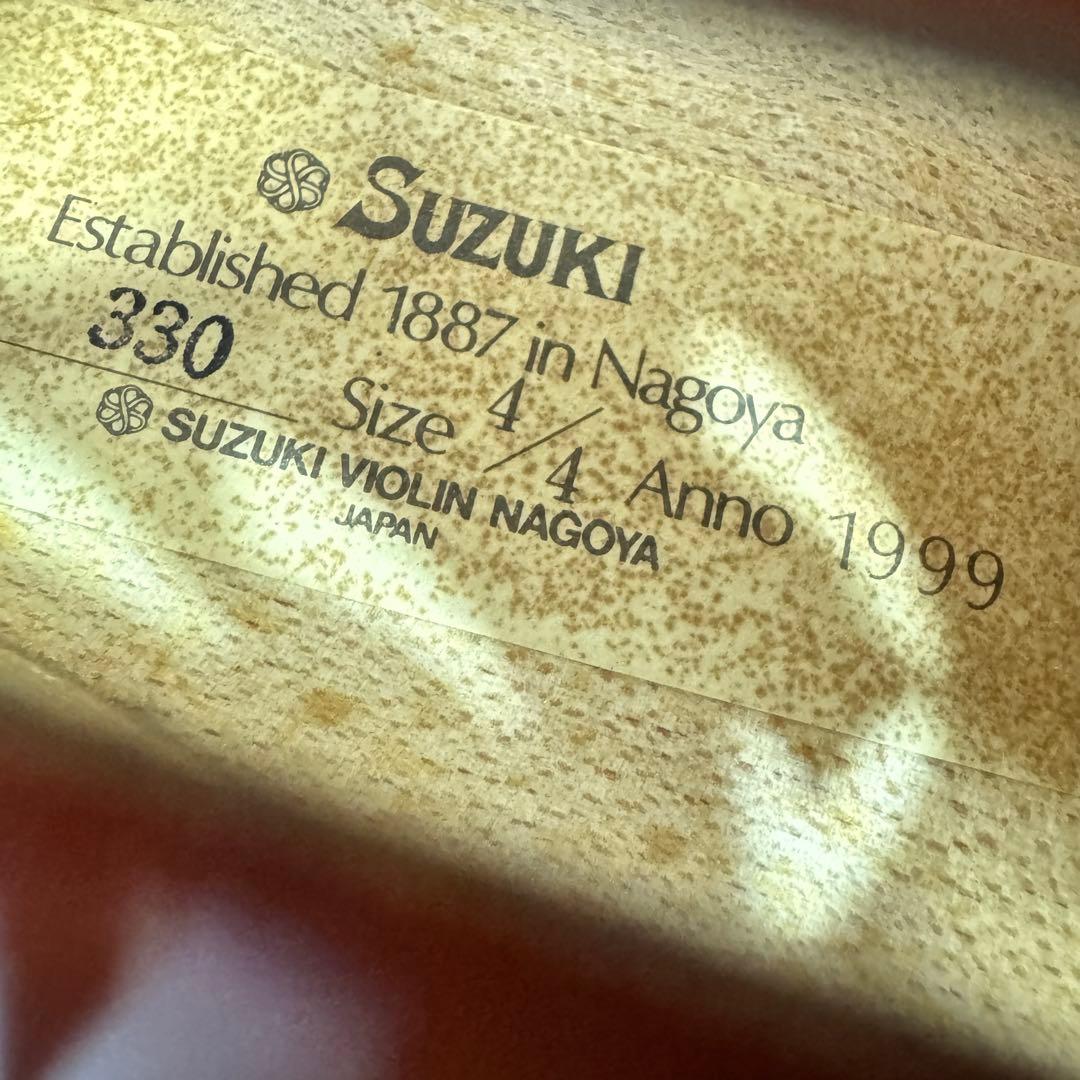 SUZUKI
Established 1887 in Nagoya
330 Size 4/4 Anno 1999
SUZUKI VIOLIN NAGOYA
JAPAN